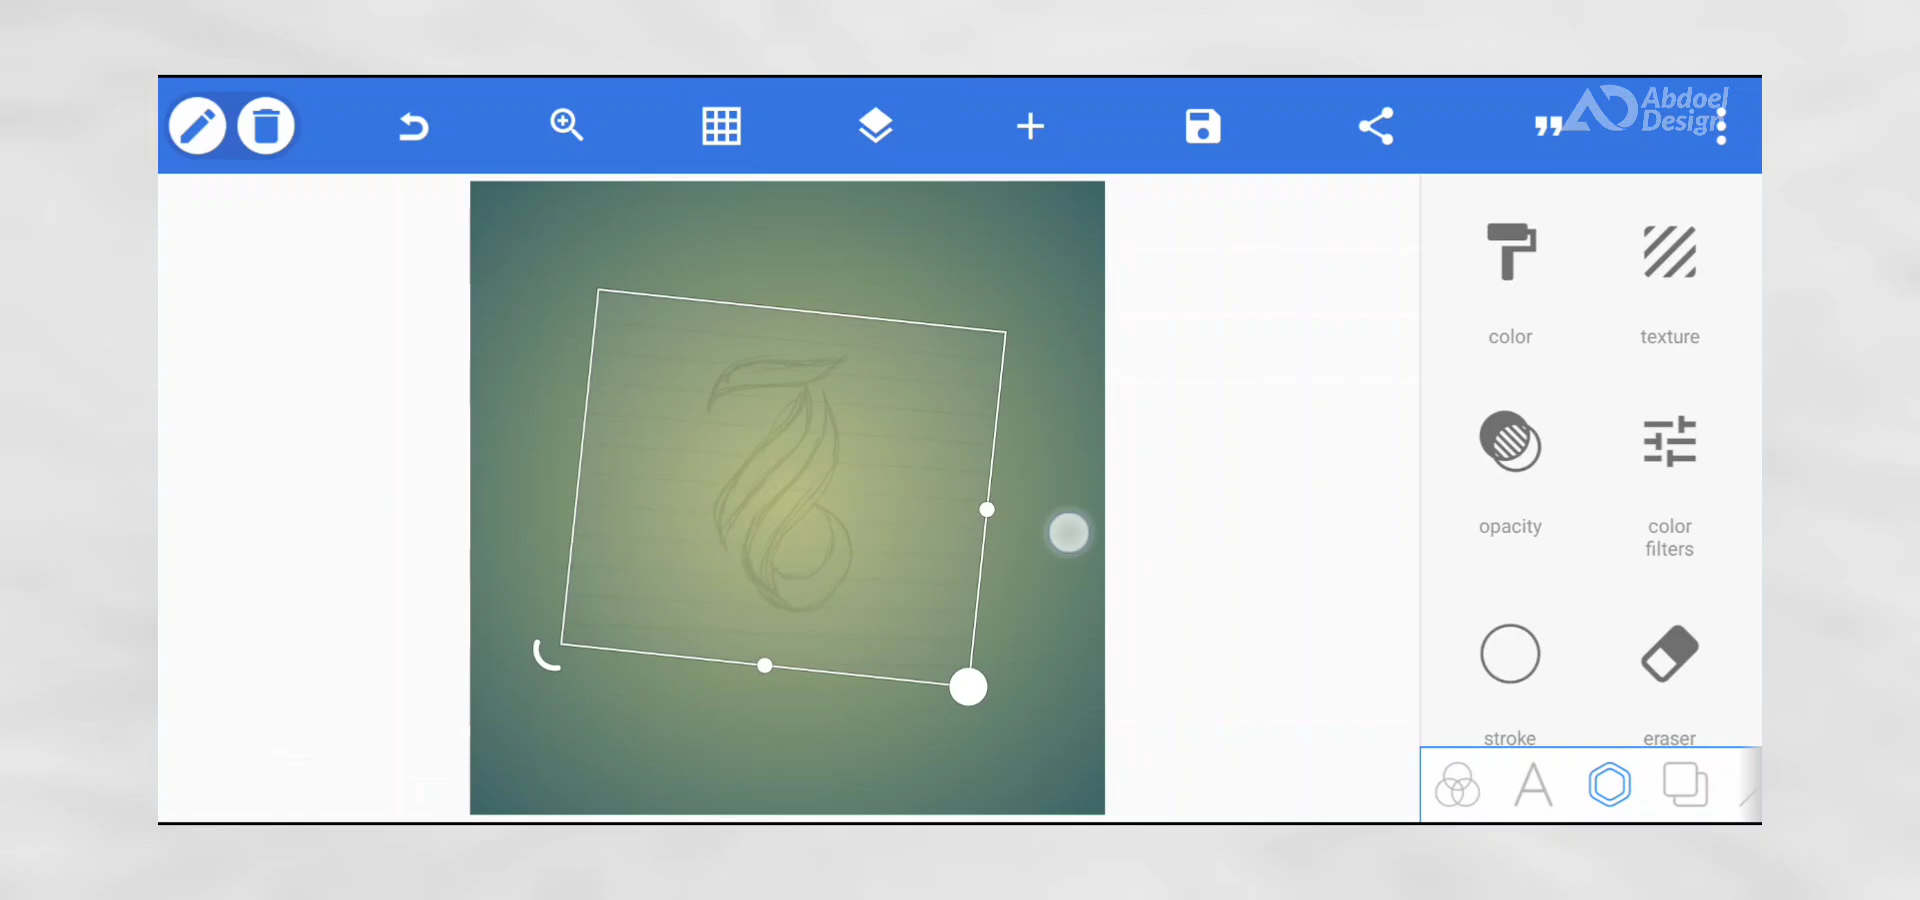 Abdoel
Design
color
texture
opacity
color
filters
stroke
eraser